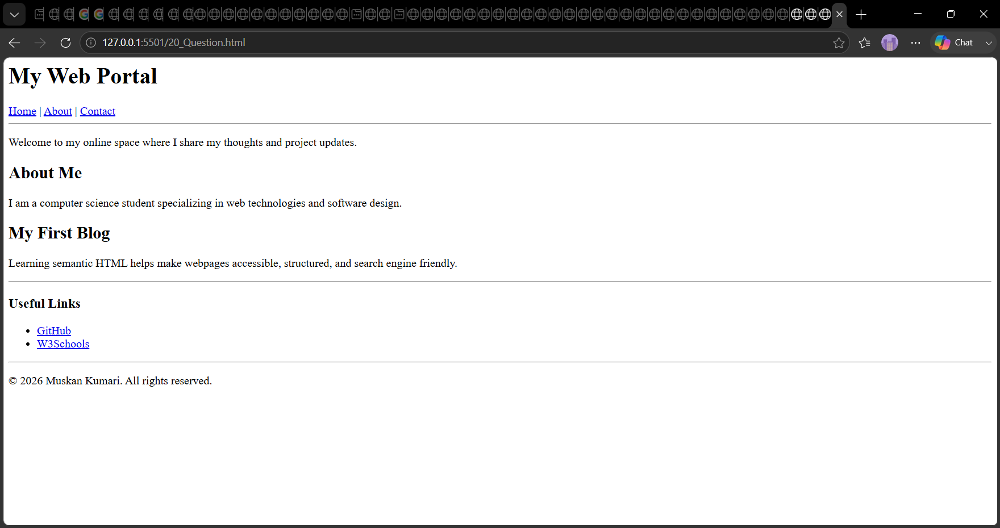 127.0.0.1:5501/20_Question.html
Chat
My Web Portal
Home | About | Contact
Welcome to my online space where I share my thoughts and project updates.
About Me
I am a computer science student specializing in web technologies and software design.
My First Blog
Learning semantic HTML helps make webpages accessible, structured, and search engine friendly.
Useful Links
• GitHub
• W3Schools
© 2026 Muskan Kumari. All rights reserved.